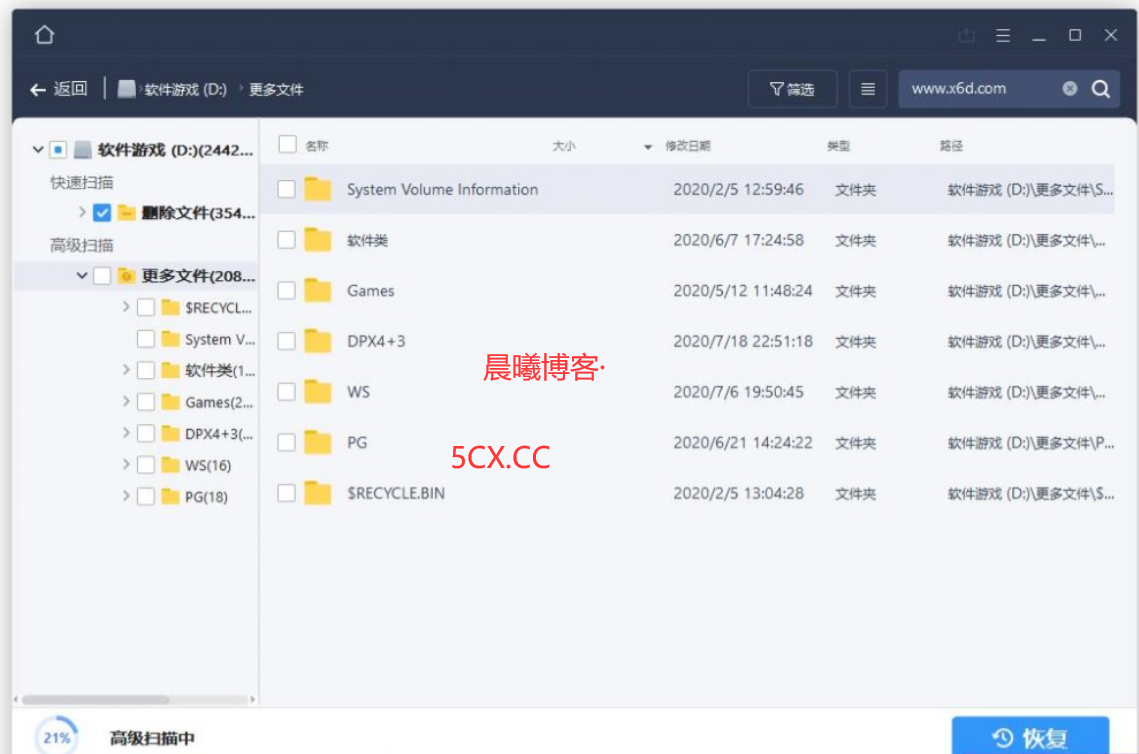 返回 软件游戏 (D:) 更多文件 筛选 www.x6d.com
软件游戏 (D:)(2442...
快速扫描
删除文件(354...
高级扫描
更多文件(208...
$RECYCL...
System V...
软件类(1...
Games(2...
DPX4+3(...
WS(16)
PG(18)
名称 大小 修改日期 类型 路径
System Volume Information 2020/2/5 12:59:46 文件夹 软件游戏 (D:)\更多文件\S...
软件类 2020/6/7 17:24:58 文件夹 软件游戏 (D:)\更多文件\...
Games 2020/5/12 11:48:24 文件夹 软件游戏 (D:)\更多文件\...
DPX4+3 2020/7/18 22:51:18 文件夹 软件游戏 (D:)\更多文件\...
晨曦博客·
WS 2020/7/6 19:50:45 文件夹 软件游戏 (D:)\更多文件\...
PG 2020/6/21 14:24:22 文件夹 软件游戏 (D:)\更多文件\P...
5CX.CC
$RECYCLE.BIN 2020/2/5 13:04:28 文件夹 软件游戏 (D:)\更多文件\$...
21% 高级扫描中 恢复